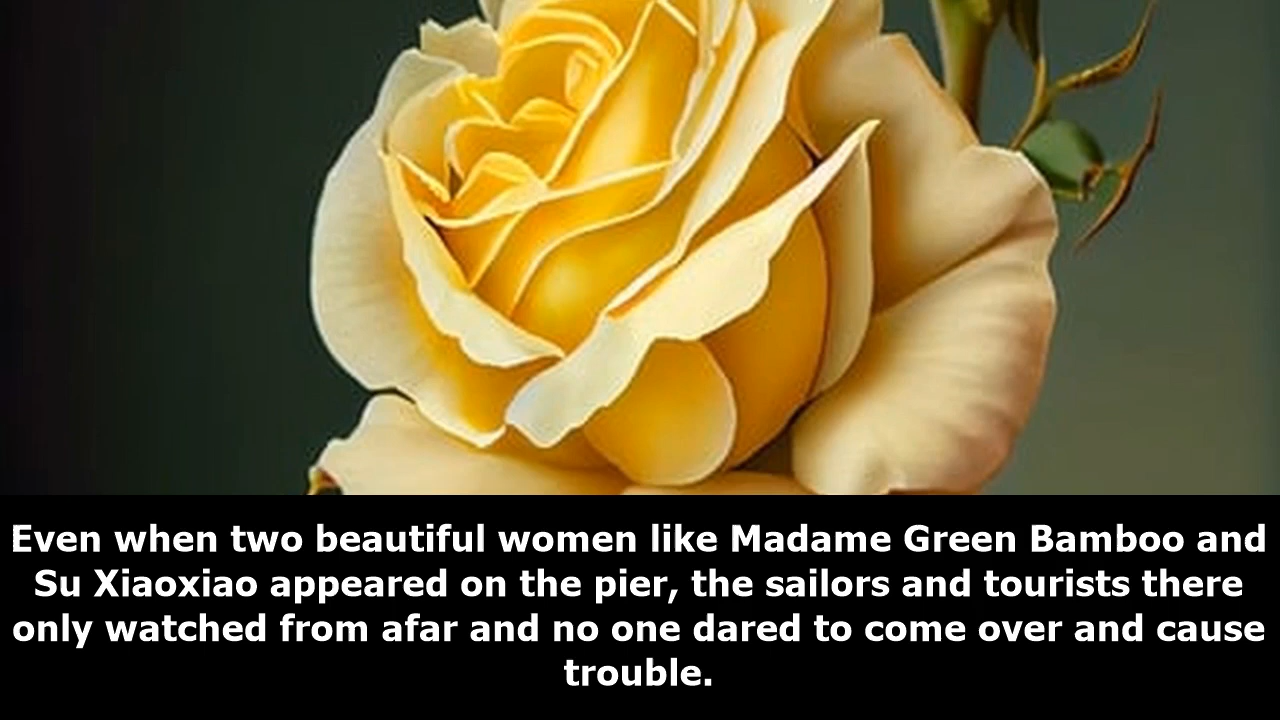 Even when two beautiful women like Madame Green Bamboo and
Su Xiaoxiao appeared on the pier, the sailors and tourists there
only watched from afar and no one dared to come over and cause
trouble.